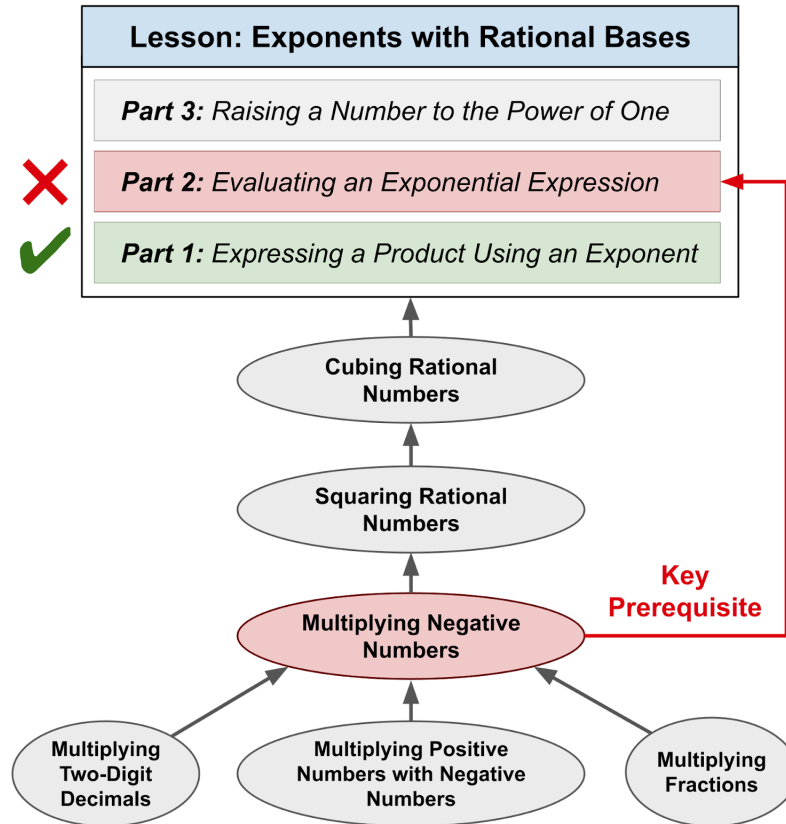 Lesson: Exponents with Rational Bases
Part 3: Raising a Number to the Power of One
Part 2: Evaluating an Exponential Expression
Part 1: Expressing a Product Using an Exponent
Cubing Rational
Numbers
Squaring Rational
Numbers
Key
Prerequisite
Multiplying Negative
Numbers
Multiplying
Two-Digit
Decimals
Multiplying Positive
Numbers with Negative
Numbers
Multiplying
Fractions